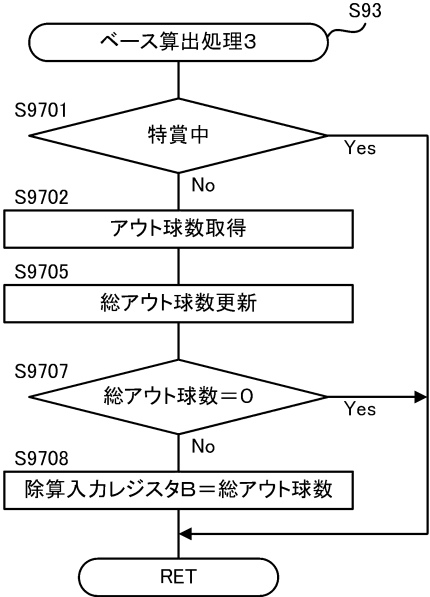 S93
ベース算出処理3
S9701
特賞中
Yes
No
S9702
アウト球数取得
S9705
総アウト球数更新
S9707
総アウト球数=0
Yes
No
S9708
除算入力レジスタB=総アウト球数
RET